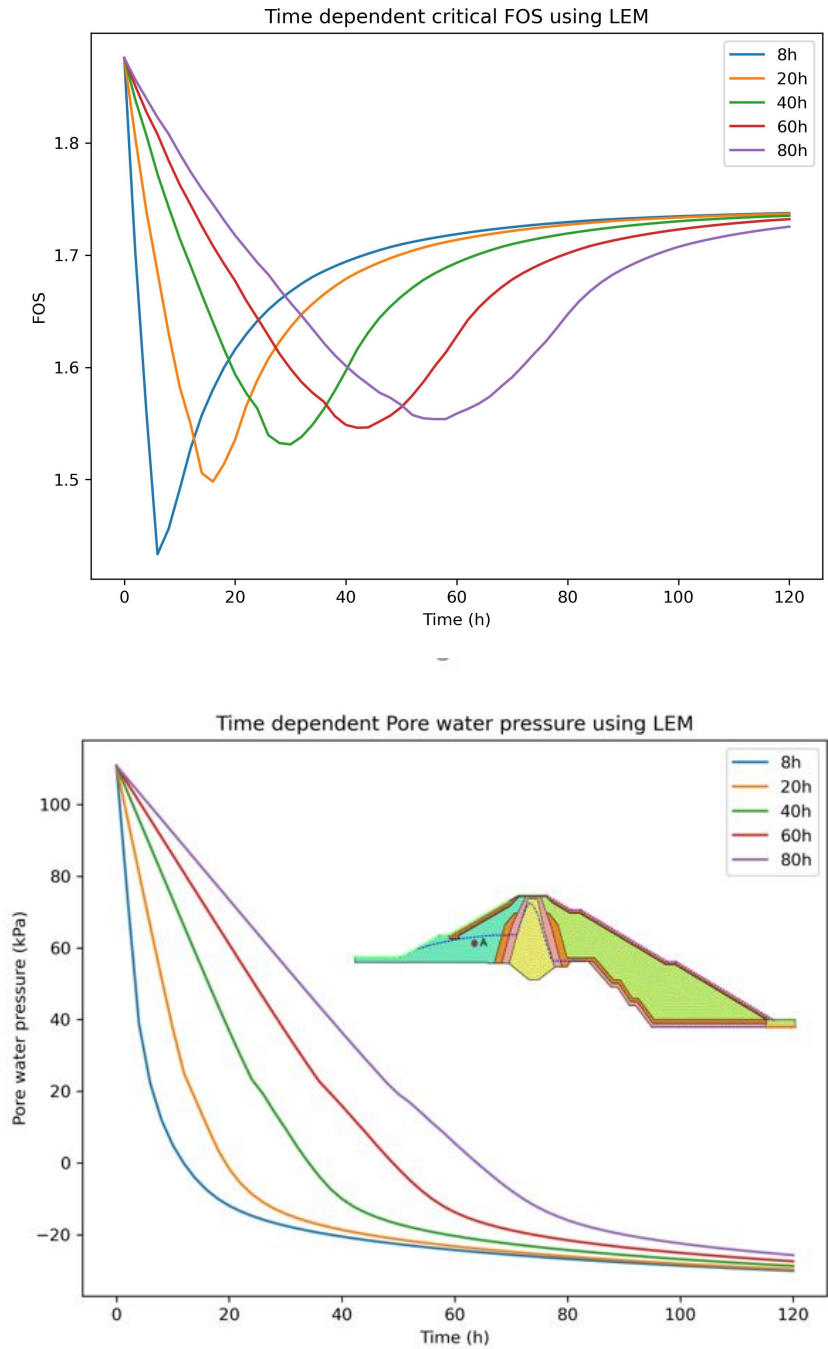 Time dependent critical FOS using LEM
8h
20h
40h
60h
80h
1.8
1.7
1.6
1.5
FOS
0 20 40 60 80 100 120
Time (h)
Time dependent Pore water pressure using LEM
8h
20h
40h
60h
80h
100
80
60
40
20
0
−20
Pore water pressure (kPa)
A
0 20 40 60 80 100 120
Time (h)